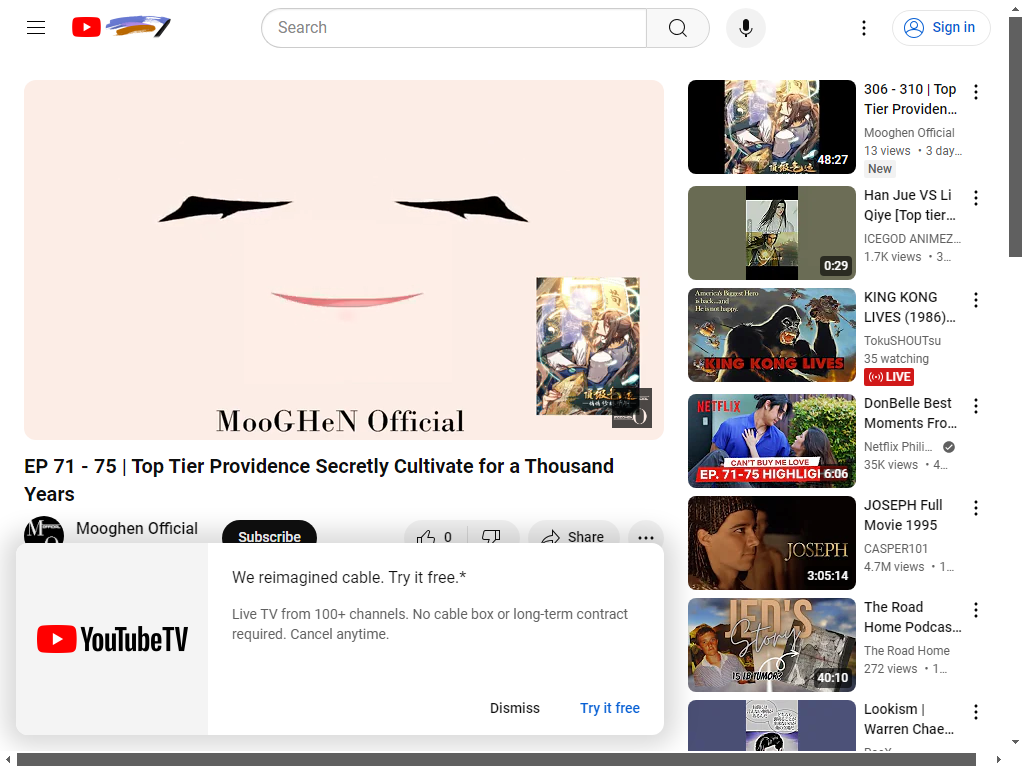 Search
Sign in
MooGHeN Official
EP 71 - 75 | Top Tier Providence Secretly Cultivate for a Thousand
Years
Mooghen Official
Subscribe
0
Share
YouTubeTV
We reimagined cable. Try it free.*
Live TV from 100+ channels. No cable box or long-term contract
required. Cancel anytime.
Dismiss
Try it free
48:27
306 - 310 | Top
Tier Providen…
Mooghen Official
13 views • 3 day…
New
0:29
Han Jue VS Li
Qiye [Top tier…
ICEGOD ANIMEZ…
1.7K views • 3…
America's Biggest Hero
is back...and
He is not happy.
KING KONG LIVES
KING KONG
LIVES (1986)…
TokuSHOUTsu
35 watching
LIVE
NETFLIX
CAN'T BUY ME LOVE
EP. 71-75 HIGHLIG
6:06
DonBelle Best
Moments Fro…
Netflix Phili…
35K views • 4…
JOSEPH
3:05:14
JOSEPH Full
Movie 1995
CASPER101
4.7M views • 1…
JED'S
Story
IS IT B TUMOR?
40:10
The Road
Home Podcas…
The Road Home
272 views • 1…
Lookism |
Warren Chae…